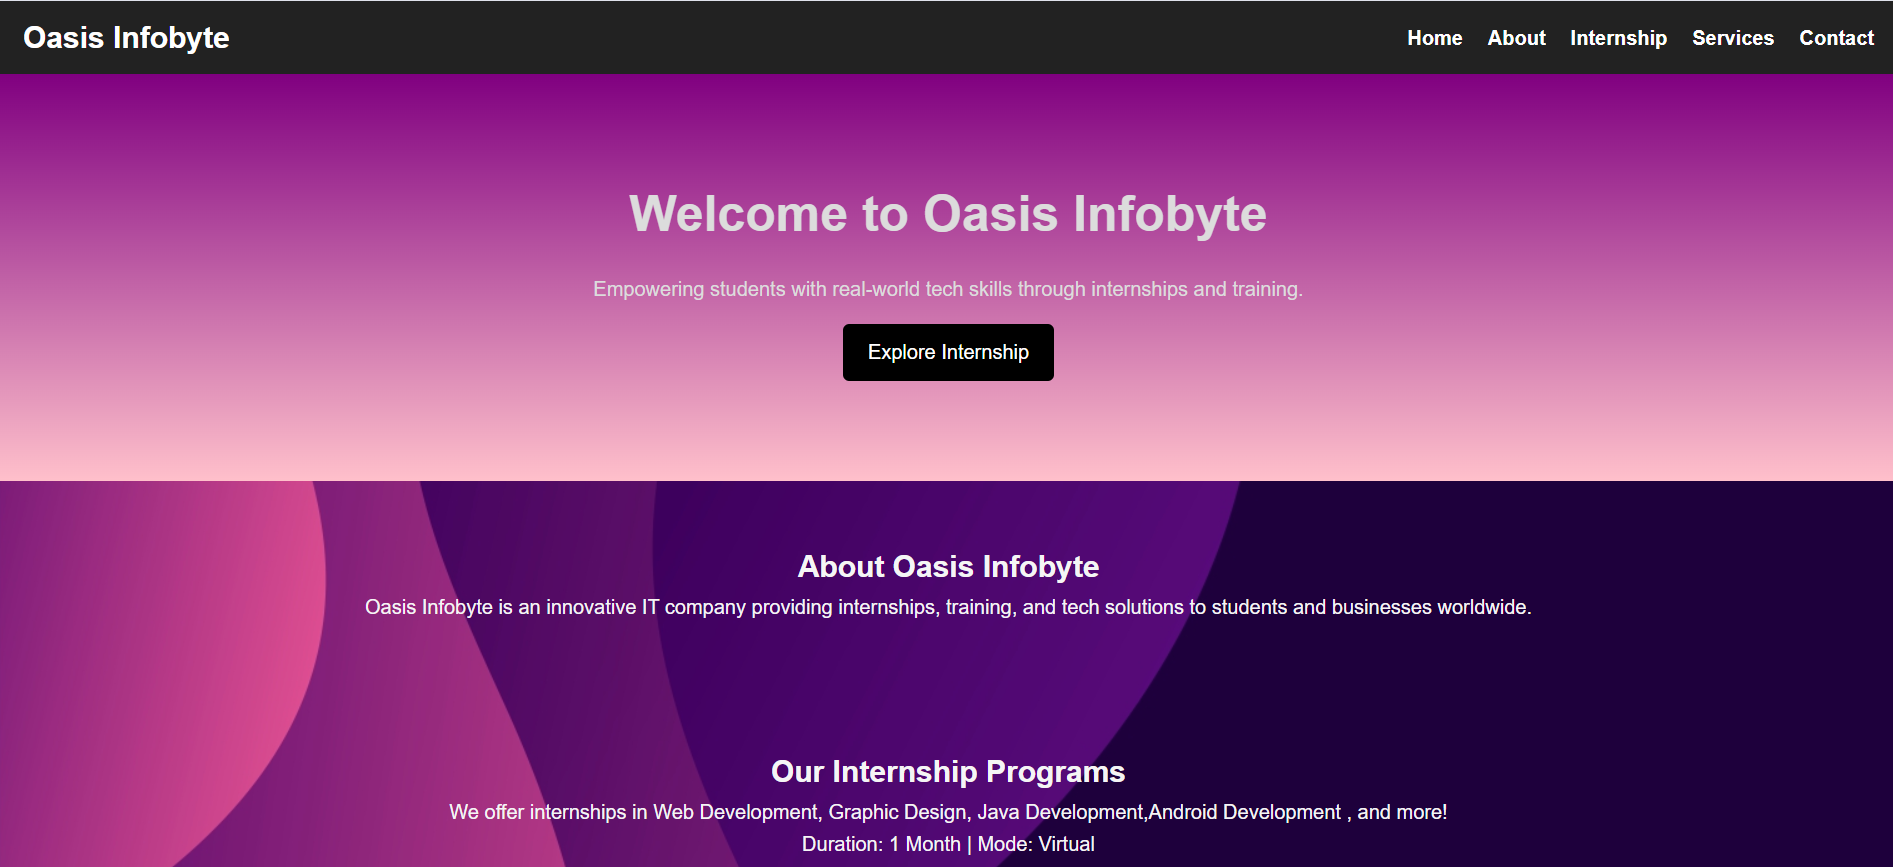 Oasis Infobyte
Home About Internship Services Contact
Welcome to Oasis Infobyte
Empowering students with real-world tech skills through internships and training.
Explore Internship
About Oasis Infobyte
Oasis Infobyte is an innovative IT company providing internships, training, and tech solutions to students and businesses worldwide.
Our Internship Programs
We offer internships in Web Development, Graphic Design, Java Development,Android Development , and more!
Duration: 1 Month | Mode: Virtual